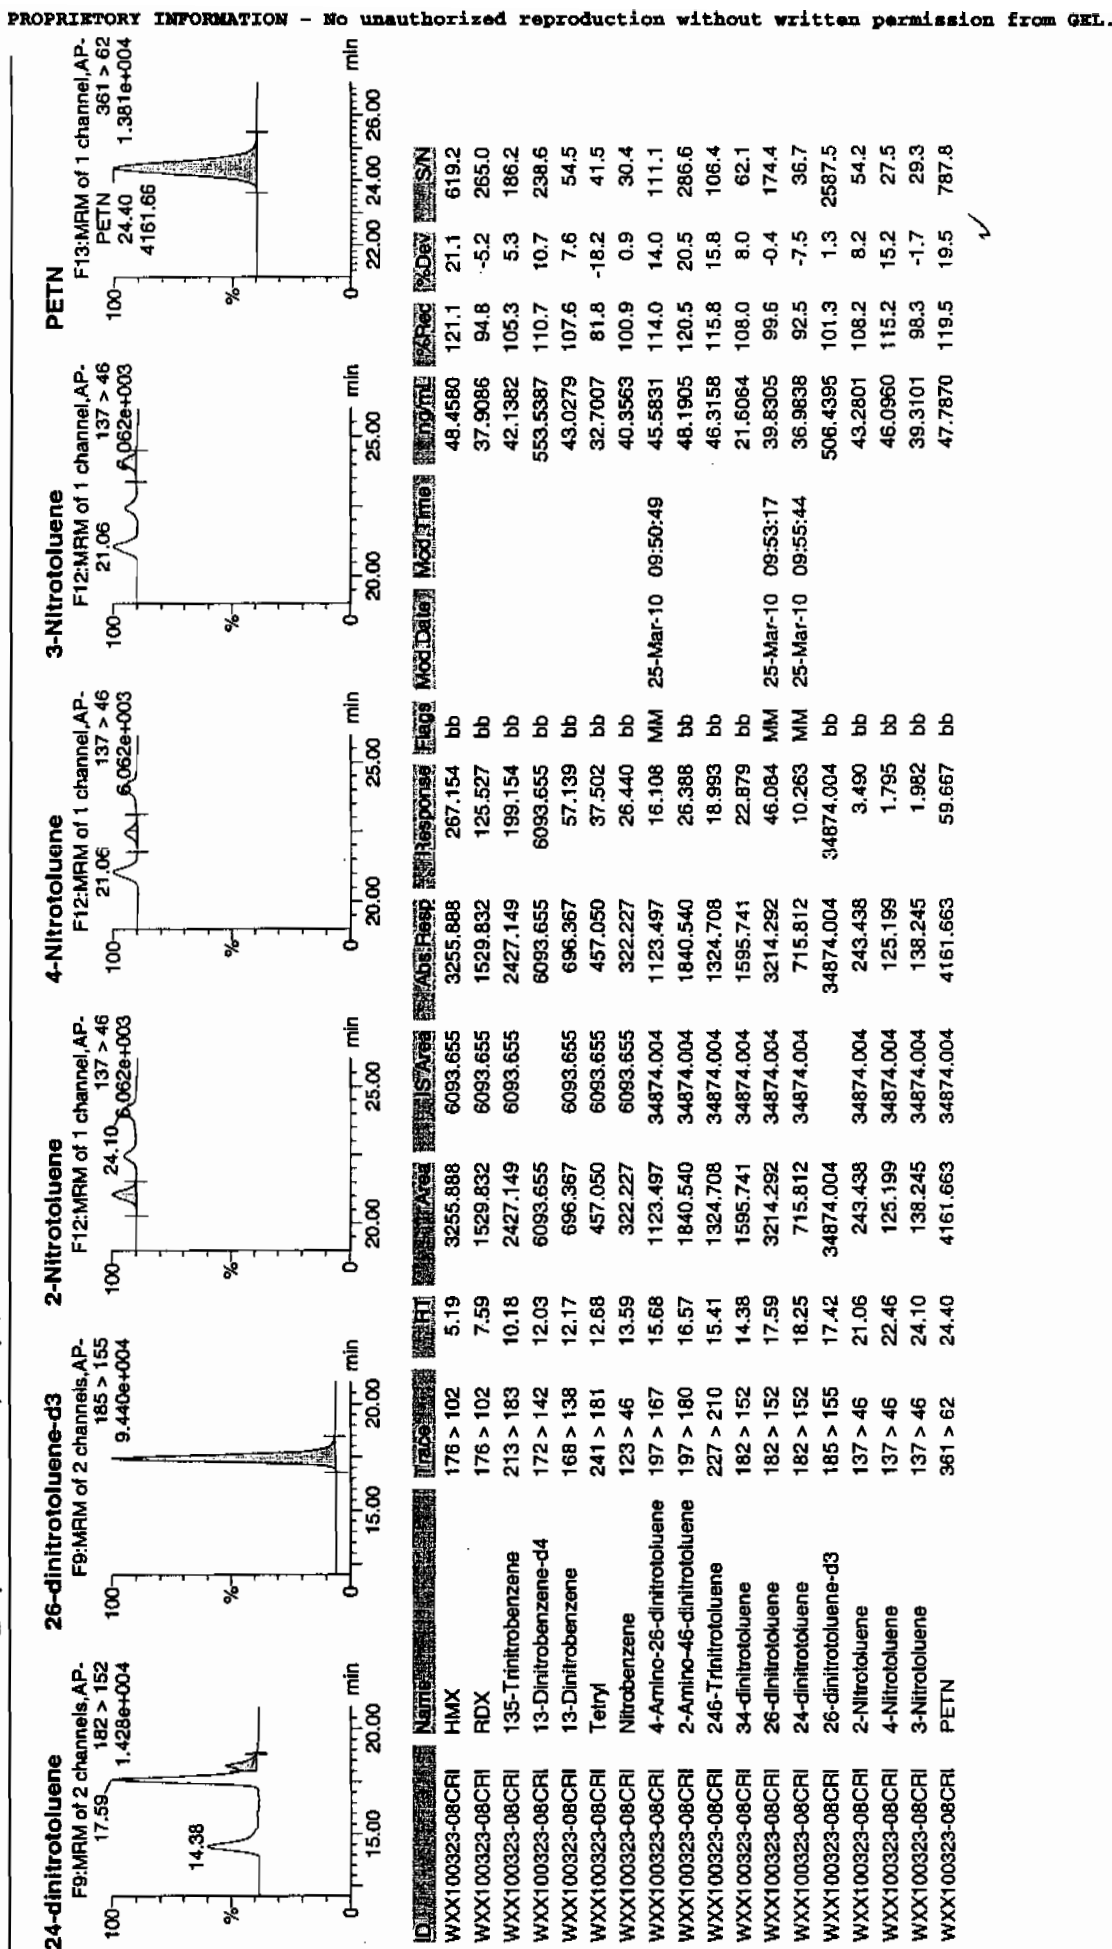 PROPRIETORY INFORMATION - No unauthorized reproduction without written permission from GEL.
24-dinitrotoluene
F9:MRM of 2 channels,AP-
182 > 152
1.428e+004
17.59
14.38
100
%
0
15.00 20.00 min
26-dinitrotoluene-d3
F9:MRM of 2 channels,AP-
185 > 155
9.440e+004
100
%
0
15.00 20.00 min
2-Nitrotoluene
F12:MRM of 1 channel,AP-
137 > 46
6.062e+003
24.10
100
%
0
20.00 25.00 min
4-Nitrotoluene
F12:MRM of 1 channel,AP-
137 > 46
6.062e+003
21.06
100
%
0
20.00 25.00 min
3-Nitrotoluene
F12:MRM of 1 channel,AP-
137 > 46
6.062e+003
21.06
100
%
0
20.00 25.00 min
PETN
F13:MRM of 1 channel,AP-
361 > 62
1.381e+004
PETN
24.40
4161.66
100
%
0
22.00 24.00 26.00 min
ID Name Trace RT Area IS Area Abs.Resp Response Flags Mod.Date Mod.Time ng/mL %Rec %Dev S/N
WXX100323-08CRI HMX 176 > 102 5.19 3255.888 6093.655 3255.888 267.154 bb 48.4580 121.1 21.1 619.2
WXX100323-08CRI RDX 176 > 102 7.59 1529.832 6093.655 1529.832 125.527 bb 37.9086 94.8 -5.2 265.0
WXX100323-08CRI 135-Trinitrobenzene 213 > 183 10.18 2427.149 6093.655 2427.149 199.154 bb 42.1382 105.3 5.3 186.2
WXX100323-08CRI 13-Dinitrobenzene-d4 172 > 142 12.03 6093.655 6093.655 6093.655 bb 553.5387 110.7 10.7 238.6
WXX100323-08CRI 13-Dinitrobenzene 168 > 138 12.17 696.367 6093.655 696.367 57.139 bb 43.0279 107.6 7.6 54.5
WXX100323-08CRI Tetryl 241 > 181 12.68 457.050 6093.655 457.050 37.502 bb 32.7007 81.8 -18.2 41.5
WXX100323-08CRI Nitrobenzene 123 > 46 13.59 322.227 6093.655 322.227 26.440 bb 40.3563 100.9 0.9 30.4
WXX100323-08CRI 4-Amino-26-dinitrotoluene 197 > 167 15.68 1123.497 34874.004 1123.497 16.108 MM 25-Mar-10 09:50:49 45.5831 114.0 14.0 111.1
WXX100323-08CRI 2-Amino-46-dinitrotoluene 197 > 180 16.57 1840.540 34874.004 1840.540 26.388 bb 48.1905 120.5 20.5 286.6
WXX100323-08CRI 246-Trinitrotoluene 227 > 210 15.41 1324.708 34874.004 1324.708 18.993 bb 46.3158 115.8 15.8 106.4
WXX100323-08CRI 34-dinitrotoluene 182 > 152 14.38 1595.741 34874.004 1595.741 22.879 bb 21.6064 108.0 8.0 62.1
WXX100323-08CRI 26-dinitrotoluene 182 > 152 17.59 3214.292 34874.004 3214.292 46.084 MM 25-Mar-10 09:53:17 39.8305 99.6 -0.4 174.4
WXX100323-08CRI 24-dinitrotoluene 182 > 152 18.25 715.812 34874.004 715.812 10.263 MM 25-Mar-10 09:55:44 36.9838 92.5 -7.5 36.7
WXX100323-08CRI 26-dinitrotoluene-d3 185 > 155 17.42 34874.004 34874.004 34874.004 bb 506.4395 101.3 1.3 2587.5
WXX100323-08CRI 2-Nitrotoluene 137 > 46 21.06 243.438 34874.004 243.438 3.490 bb 43.2801 108.2 8.2 54.2
WXX100323-08CRI 4-Nitrotoluene 137 > 46 22.46 125.199 34874.004 125.199 1.795 bb 46.0960 115.2 15.2 27.5
WXX100323-08CRI 3-Nitrotoluene 137 > 46 24.10 138.245 34874.004 138.245 1.982 bb 39.3101 98.3 -1.7 29.3
WXX100323-08CRI PETN 361 > 62 24.40 4161.663 34874.004 4161.663 59.667 bb 47.7870 119.5 19.5 787.8